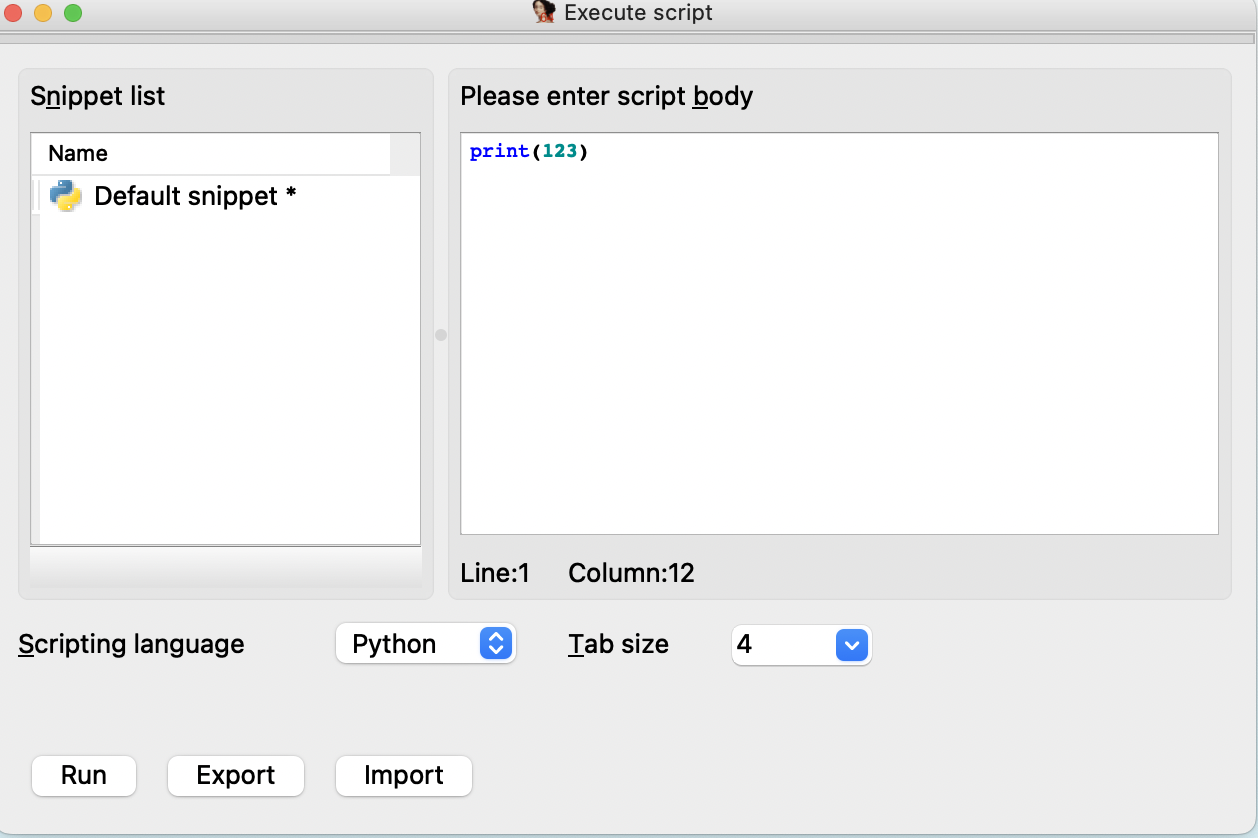 Execute script
Snippet list
Please enter script body
Name
Default snippet *
print(123)
Line:1 Column:12
Scripting language Python Tab size 4
Run Export Import